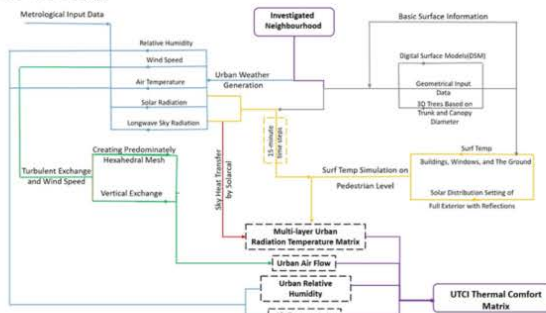 Metrological Input Data
Relative Humidity
Wind Speed
Air Temperature
Solar Radiation
Longwave Sky Radiation
Investigated
Neighbourhood
Urban Weather
Generation
Basic Surface Information
Digital Surface Models(DSM)
Geometrical Input
Data
3D Trees Based on
Trunk and Canopy
Diameter
Creating Predominately
Hexahedral Mesh
Turbulent Exchange
and Wind Speed
Vertical Exchange
Sky Heat Transfer
by Solarcal
15-minute
time steps
Surf Temp Simulation on
Pedestrian Level
Surf Temp
Buildings, Windows, and The Ground
Solar Distribution Setting of
Full Exterior with Reflections
Multi-layer Urban
Radiation Temperature Matrix
Urban Air Flow
Urban Relative
Humidity
UTCI Thermal Comfort
Matrix